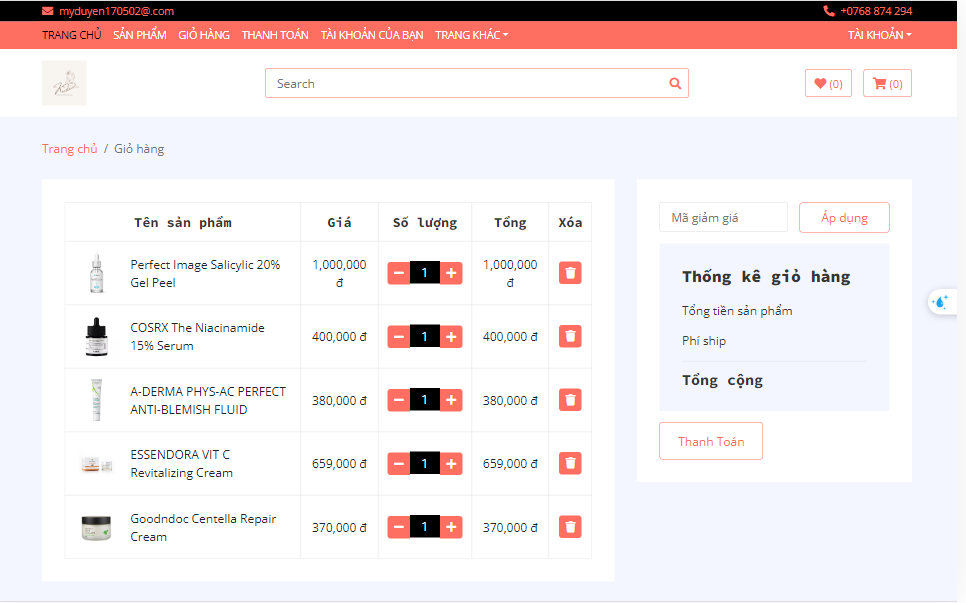 myduyen170502@.com
+0768 874 294
TRANG CHỦ SẢN PHẨM GIỎ HÀNG THANH TOÁN TÀI KHOẢN CỦA BẠN TRANG KHÁC TÀI KHOẢN
Search
(0)
(0)
Trang chủ / Giỏ hàng
Tên sản phẩm Giá Số lượng Tổng Xóa
Perfect Image Salicylic 20%
Gel Peel
1,000,000
đ
1
1,000,000
đ
COSRX The Niacinamide
15% Serum
400,000 đ
1
400,000 đ
A-DERMA PHYS-AC PERFECT
ANTI-BLEMISH FLUID
380,000 đ
1
380,000 đ
ESSENDORA VIT C
Revitalizing Cream
659,000 đ
1
659,000 đ
Goodndoc Centella Repair
Cream
370,000 đ
1
370,000 đ
Mã giảm giá
Áp dụng
Thống kê giỏ hàng
Tổng tiền sản phẩm
Phí ship
Tổng cộng
Thanh Toán